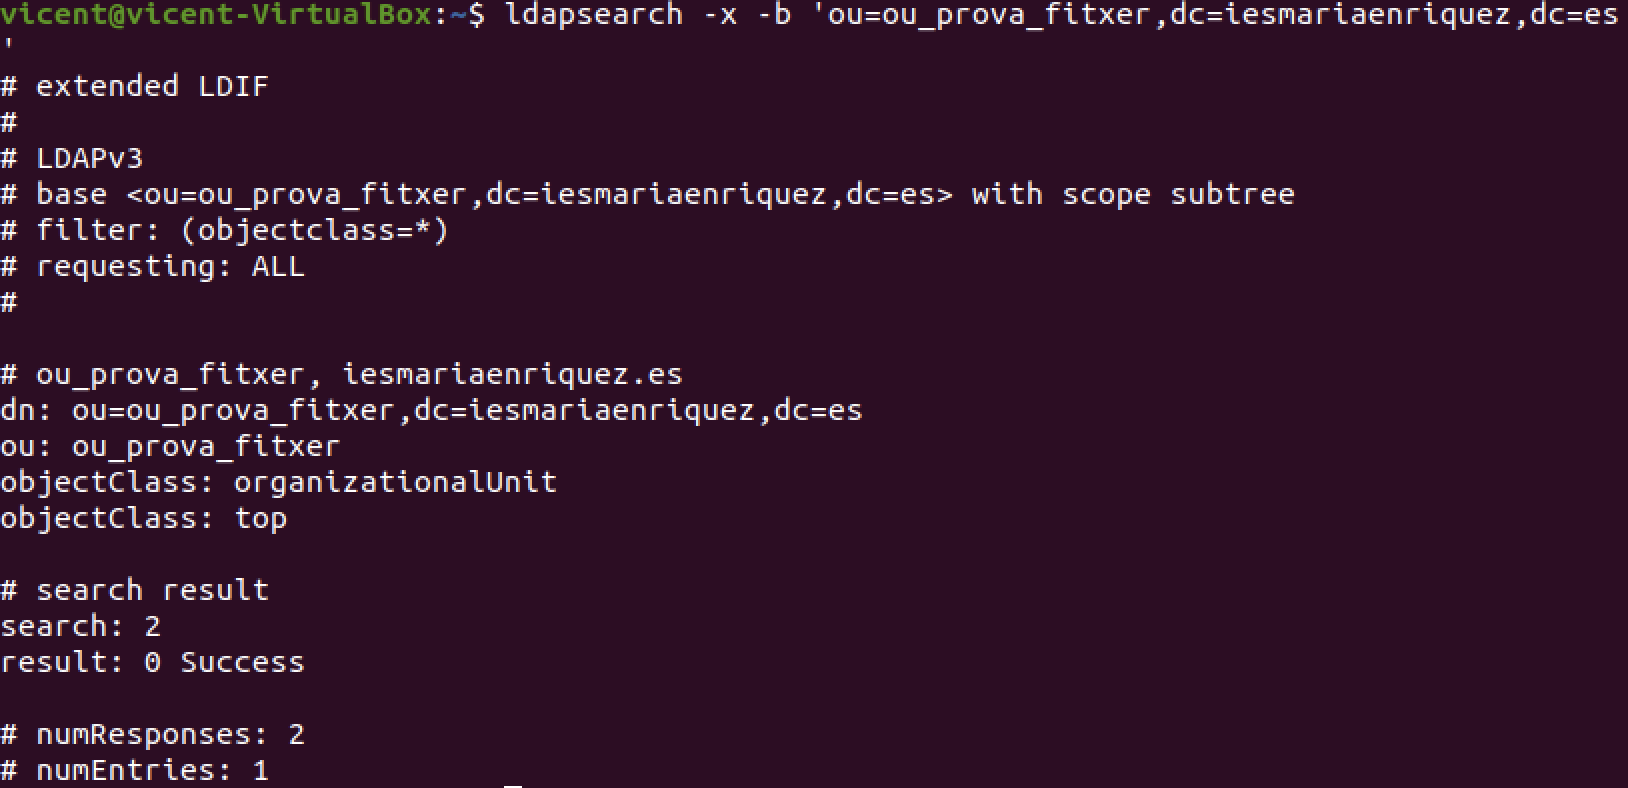 vicent@vicent-VirtualBox:~$ ldapsearch -x -b 'ou=ou_prova_fitxer,dc=iesmariaenriquez,dc=es
'
# extended LDIF
#
# LDAPv3
# base <ou=ou_prova_fitxer,dc=iesmariaenriquez,dc=es> with scope subtree
# filter: (objectclass=*)
# requesting: ALL
#

# ou_prova_fitxer, iesmariaenriquez.es
dn: ou=ou_prova_fitxer,dc=iesmariaenriquez,dc=es
ou: ou_prova_fitxer
objectClass: organizationalUnit
objectClass: top

# search result
search: 2
result: 0 Success

# numResponses: 2
# numEntries: 1